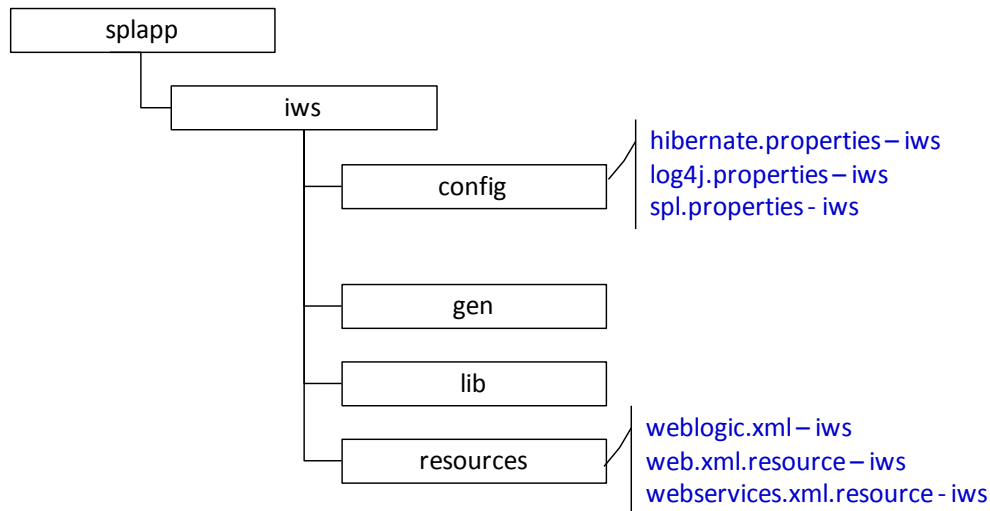 splapp
iws
config
hibernate.properties – iws
log4j.properties – iws
spl.properties - iws
gen
lib
resources
weblogic.xml – iws
web.xml.resource – iws
webservices.xml.resource - iws